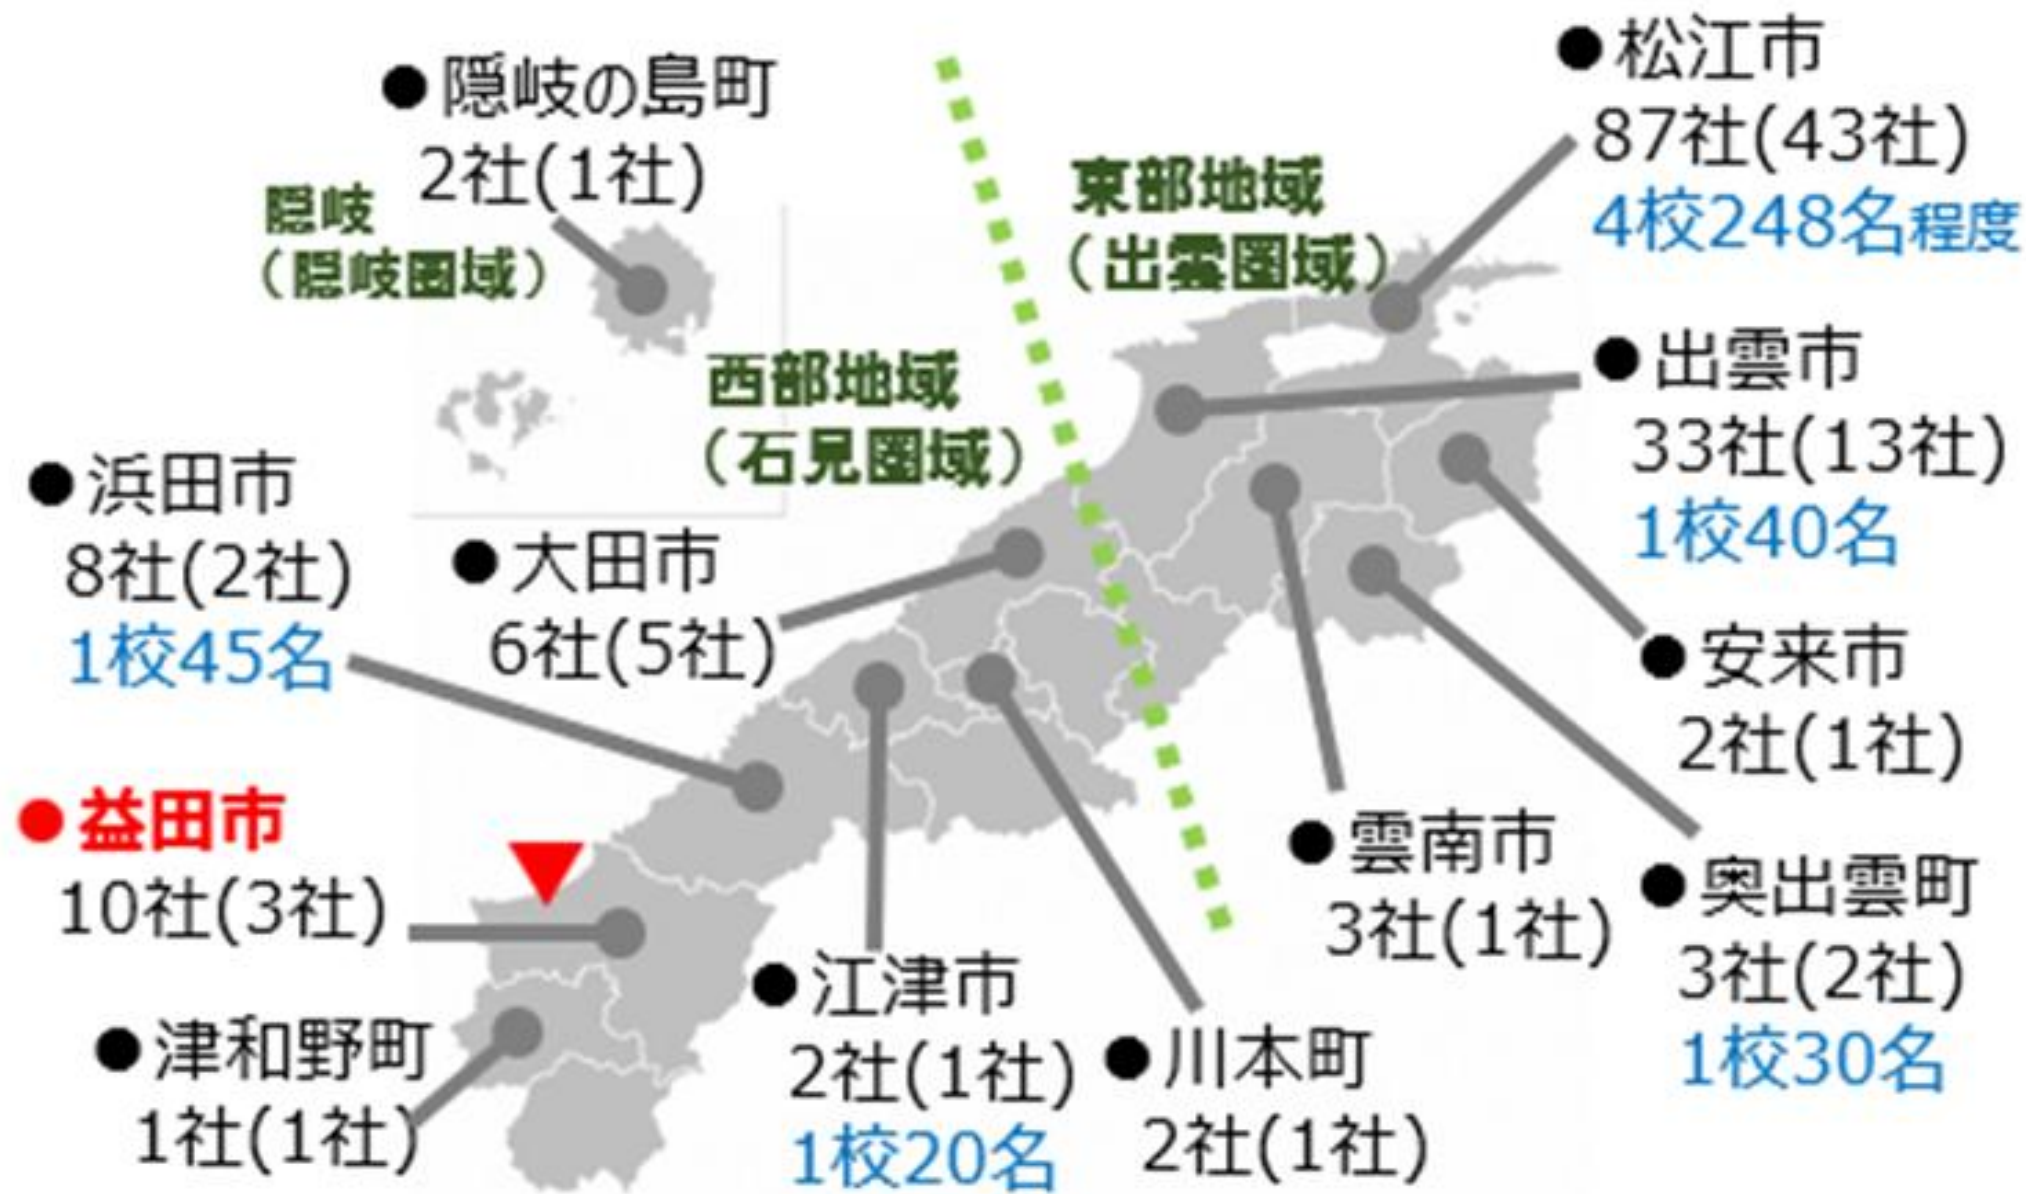 ●松江市
87社(43社)
4校248名程度
●隠岐の島町
2社(1社)
隠岐
（隠岐圏域）
東部地域
（出雲圏域）
●出雲市
33社(13社)
1校40名
西部地域
（石見圏域）
●浜田市
8社(2社)
1校45名
●大田市
6社(5社)
●安来市
2社(1社)
●益田市
10社(3社)
●雲南市
3社(1社)
●奥出雲町
3社(2社)
1校30名
●江津市
2社(1社)
1校20名
●川本町
2社(1社)
●津和野町
1社(1社)